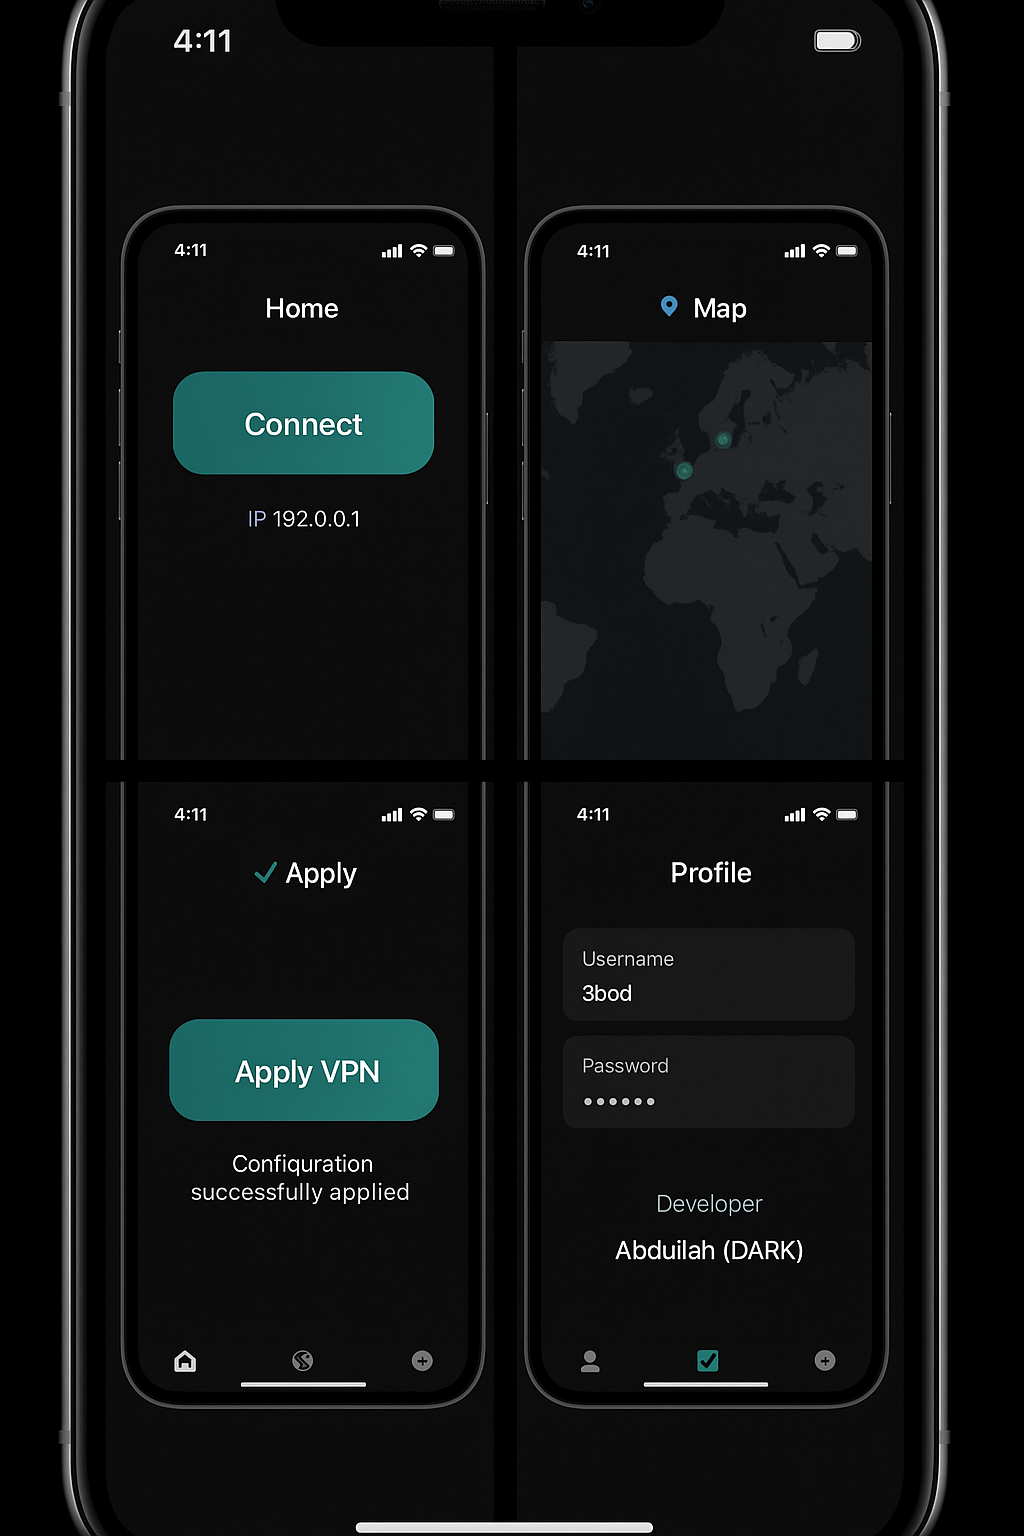 4:11
4:11
Home
Connect
IP 192.0.0.1
4:11
Map
4:11
Apply
Apply VPN
Confiquration
successfully applied
4:11
Profile
Username
3bod
Password
Developer
Abduilah (DARK)